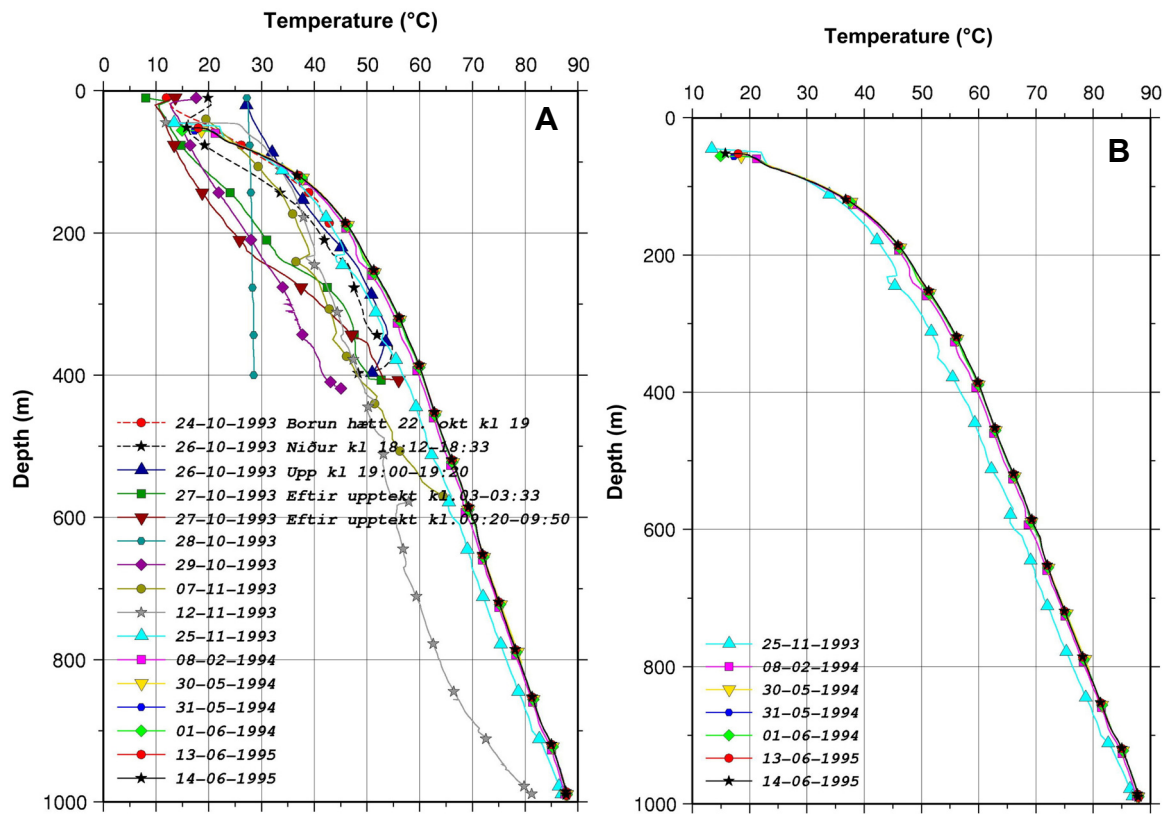 Temperature (°C)
0 10 20 30 40 50 60 70 80 90
A
0
200
400
600
800
1000
Depth (m)
24-10-1993 Borun hætt 22. okt kl 19
26-10-1993 Niður kl 18:12-18:33
26-10-1993 Upp kl 19:00-19:20
27-10-1993 Eftir upptekt kl.03-03:33
27-10-1993 Eftir upptekt kl.09:20-09:50
28-10-1993
29-10-1993
07-11-1993
12-11-1993
25-11-1993
08-02-1994
30-05-1994
31-05-1994
01-06-1994
13-06-1995
14-06-1995
Temperature (°C)
10 20 30 40 50 60 70 80 90
B
0
200
400
600
800
1000
Depth (m)
25-11-1993
08-02-1994
30-05-1994
31-05-1994
01-06-1994
13-06-1995
14-06-1995